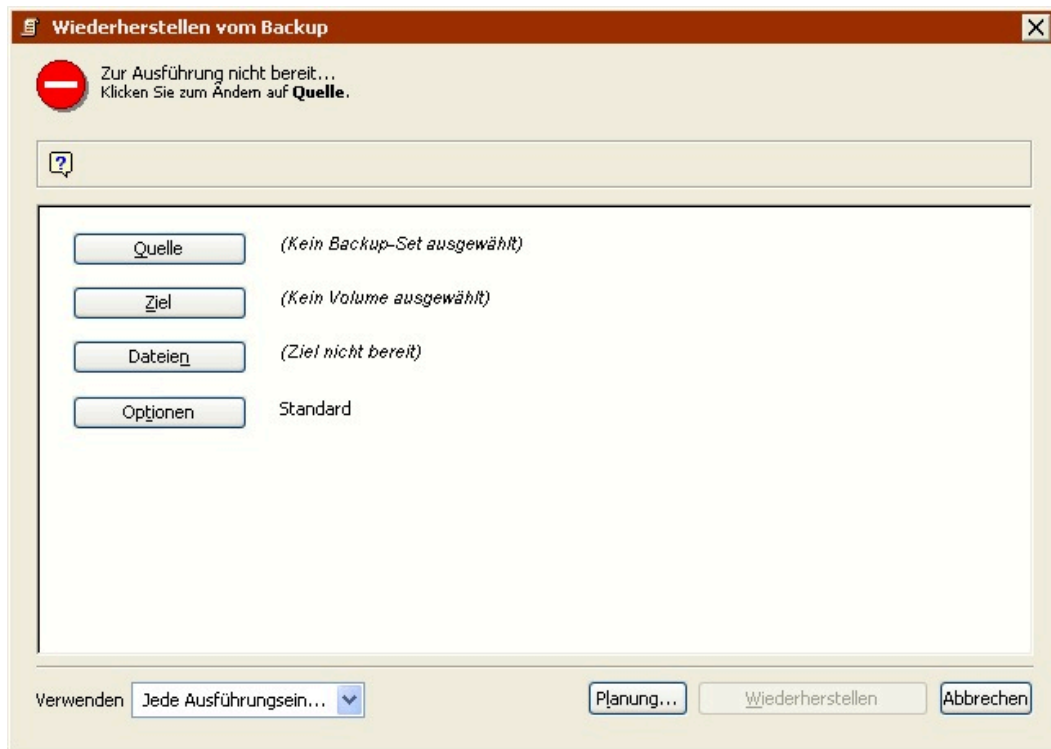 Wiederherstellen vom Backup
Zur Ausführung nicht bereit...
Klicken Sie zum Ändern auf Quelle.
Quelle (Kein Backup-Set ausgewählt)
Ziel (Kein Volume ausgewählt)
Dateien (Ziel nicht bereit)
Optionen Standard
Verwenden Jede Ausführungsein... Planung... Wiederherstellen Abbrechen